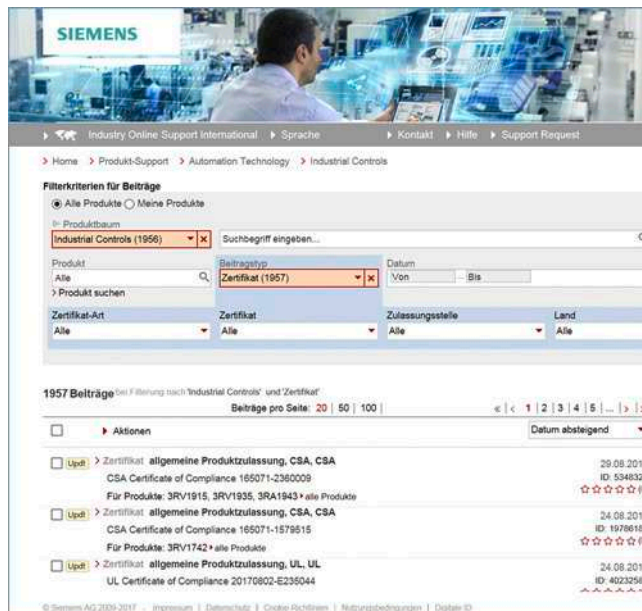 SIEMENS
Industry Online Support International Sprache Kontakt Hilfe Support Request
Home Produkt-Support Automation Technology Industrial Controls
Filterkriterien für Beiträge
Alle Produkte Meine Produkte
Produktbaum
Industrial Controls (1956) Suchbegriff eingeben...
Produkt Beitragstyp Datum
Alle Zertifikat (1957) Von - Bis
> Produkt suchen
Zertifikat-Art Zertifikat Zulassungsstelle Land
Alle Alle Alle Alle
1957 Beiträge bei Filterung nach 'Industrial Controls' und 'Zertifikat'
Beiträge pro Seite: 20 | 50 | 100 | « | < 1 | 2 | 3 | 4 | 5 | ... | > |
Aktionen Datum absteigend
Updt > Zertifikat allgemeine Produktzulassung, CSA, CSA 29.08.201
CSA Certificate of Compliance 165071-2360009 ID: 534832
Für Produkte: 3RV1915, 3RV1935, 3RA1943 alle Produkte
Updt > Zertifikat allgemeine Produktzulassung, CSA, CSA 24.08.201
CSA Certificate of Compliance 165071-1579515 ID: 1978618
Für Produkte: 3RV1742 alle Produkte
Updt > Zertifikat allgemeine Produktzulassung, UL, UL 24.08.201
UL Certificate of Compliance 20170802-E235044 ID: 4023258
© Siemens AG 2009-2017 - Impressum | Datenschutz | Cookie-Richtlinien | Nutzungsbedingungen | Digitale ID